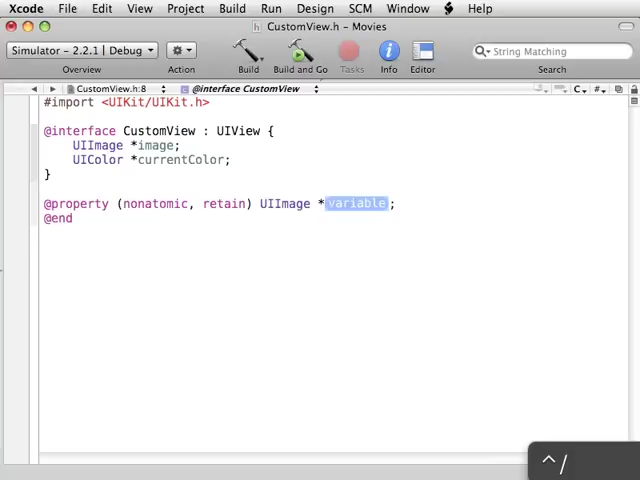 Xcode File Edit View Project Build Run Design SCM Window Help
CustomView.h - Movies
Simulator - 2.2.1 | Debug
String Matching
Overview Action Build Build and Go Tasks Info Editor Search
CustomView.h:8 @interface CustomView C #
#import <UIKit/UIKit.h>
@interface CustomView : UIView {
UIImage *image;
UIColor *currentColor;
}
@property (nonatomic, retain) UIImage *variable;
@end
^/